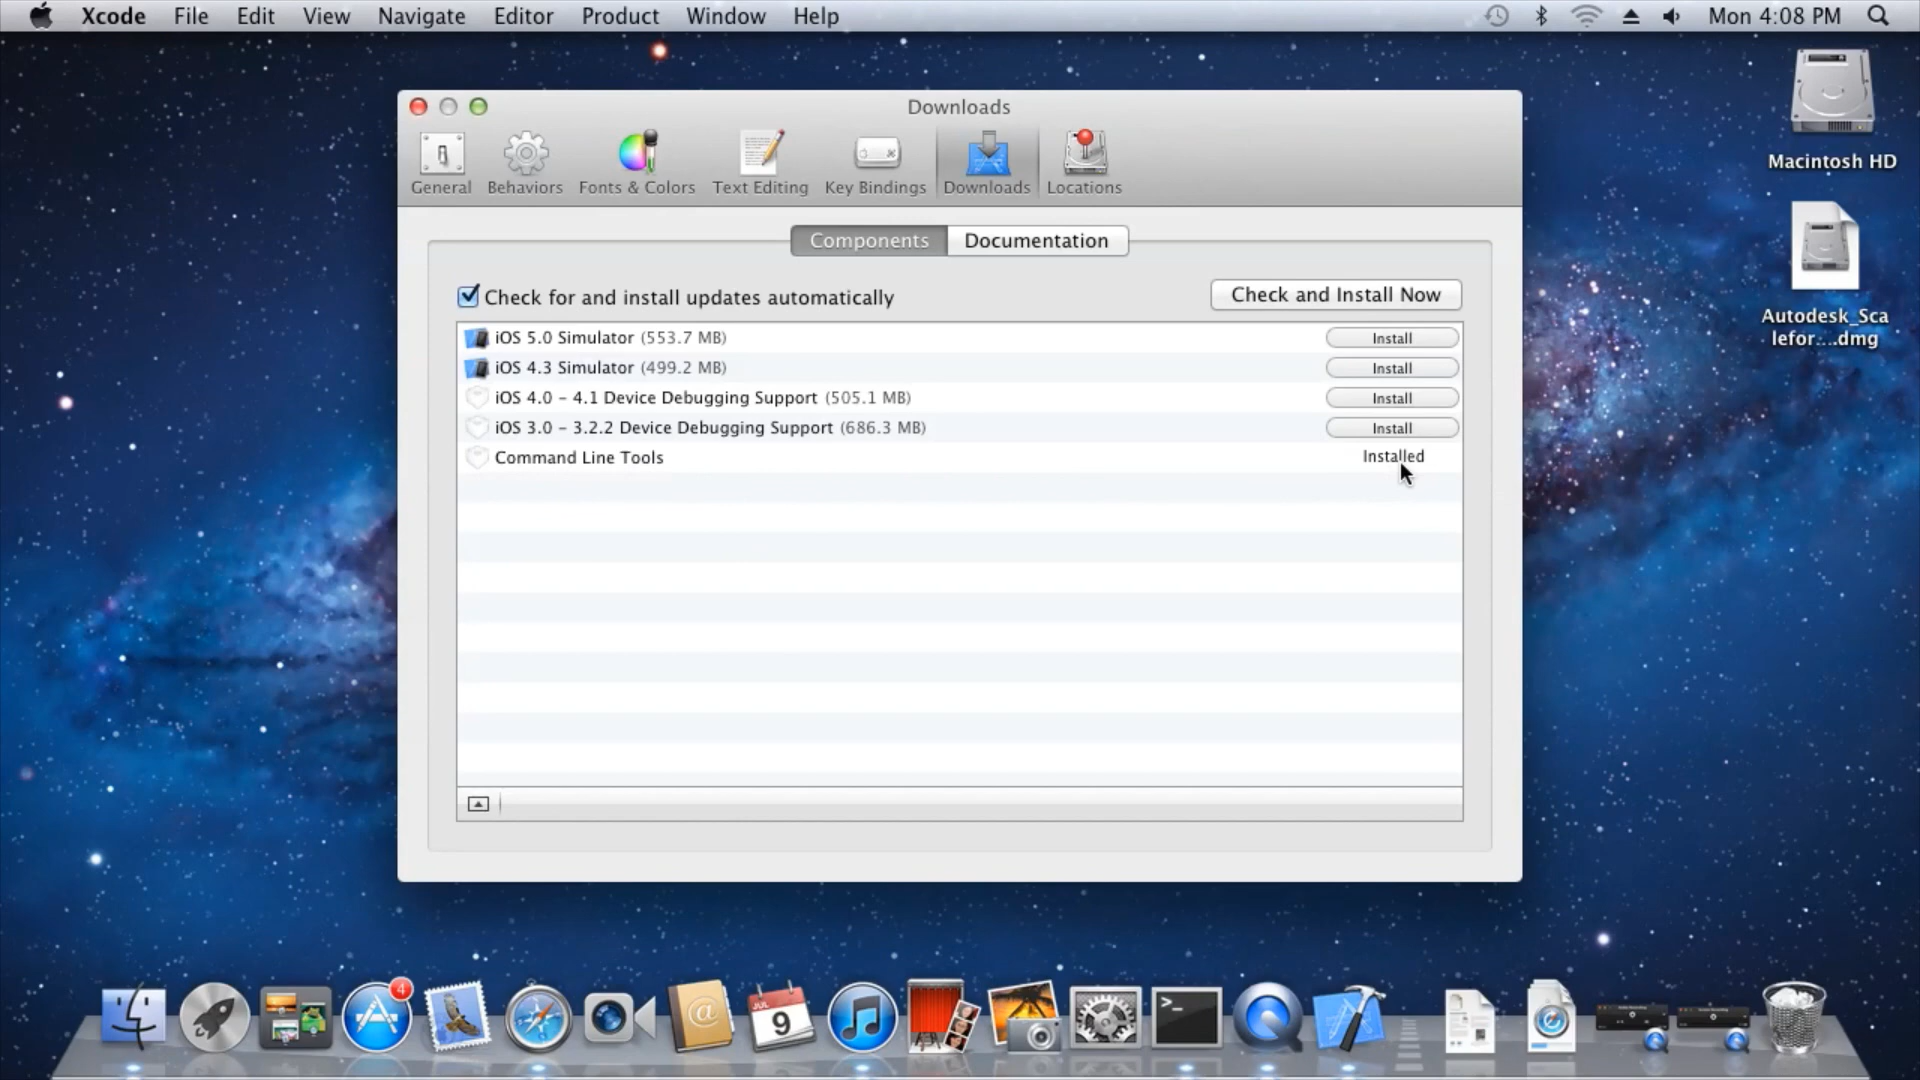 Xcode File Edit View Navigate Editor Product Window Help Mon 4:08 PM
Downloads
General Behaviors Fonts & Colors Text Editing Key Bindings Downloads Locations
Macintosh HD
Components Documentation
Check for and install updates automatically Check and Install Now
Autodesk_Sca
lefor....dmg
iOS 5.0 Simulator (553.7 MB) Install
iOS 4.3 Simulator (499.2 MB) Install
iOS 4.0 – 4.1 Device Debugging Support (505.1 MB) Install
iOS 3.0 – 3.2.2 Device Debugging Support (686.3 MB) Install
Command Line Tools Installed
4
JUL
9